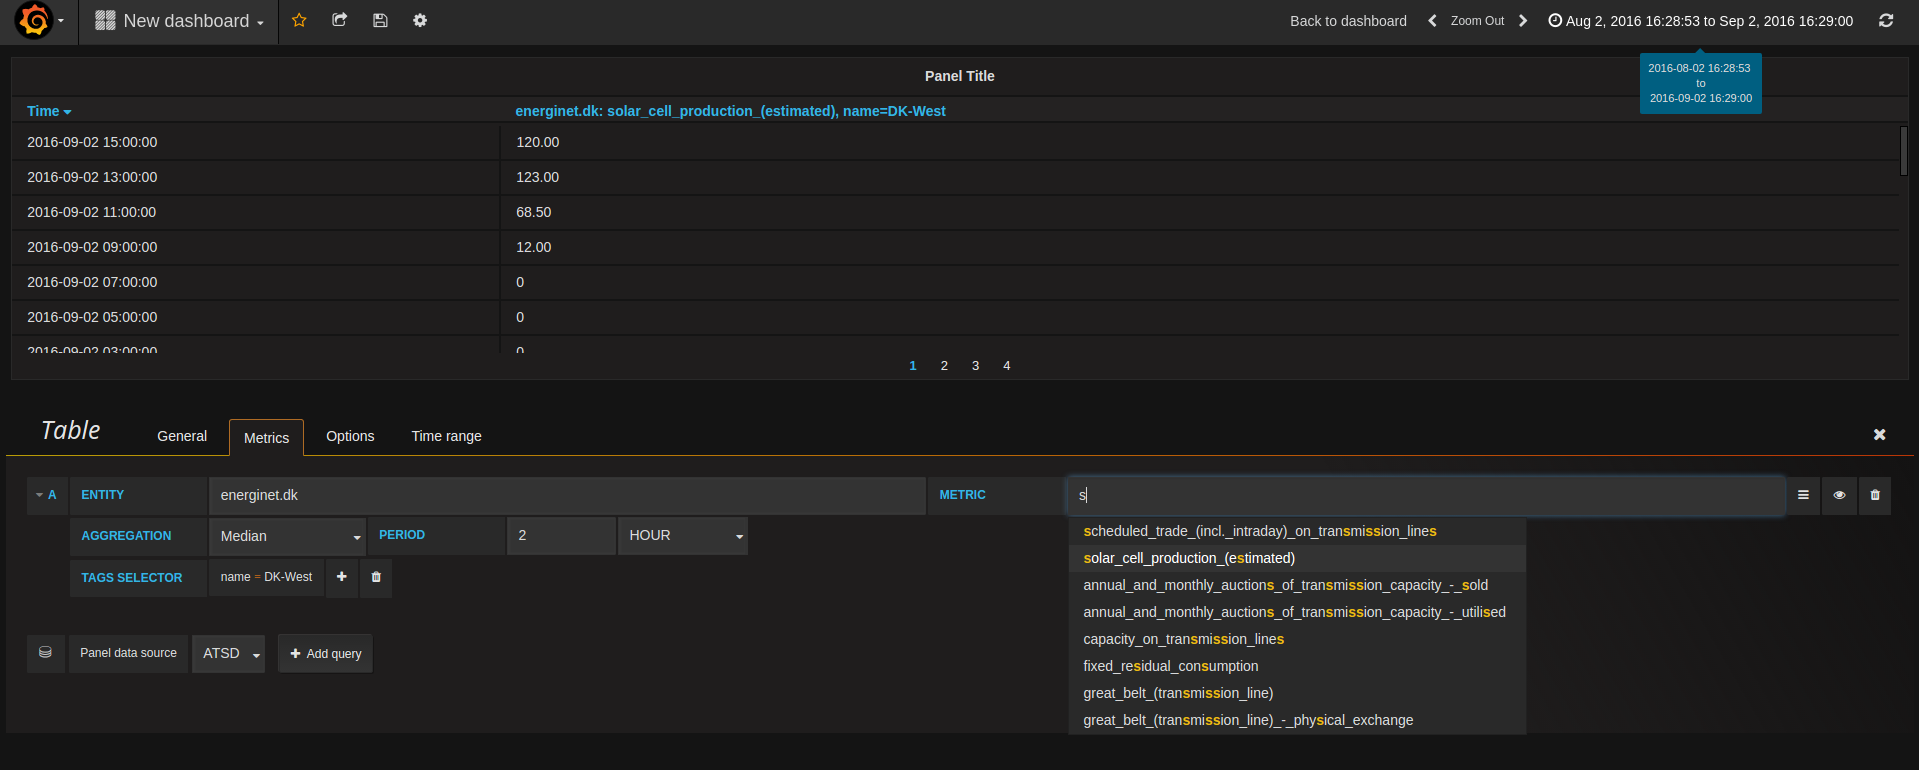 New dashboard
Back to dashboard Zoom Out Aug 2, 2016 16:28:53 to Sep 2, 2016 16:29:00
2016-08-02 16:28:53
to
2016-09-02 16:29:00
Panel Title
Time energinet.dk: solar_cell_production_(estimated), name=DK-West
2016-09-02 15:00:00 120.00
2016-09-02 13:00:00 123.00
2016-09-02 11:00:00 68.50
2016-09-02 09:00:00 12.00
2016-09-02 07:00:00 0
2016-09-02 05:00:00 0
2016-09-02 03:00:00 0
1 2 3 4
Table General Metrics Options Time range
A ENTITY energinet.dk METRIC s
AGGREGATION Median PERIOD 2 HOUR
TAGS SELECTOR name = DK-West
Panel data source ATSD Add query
scheduled_trade_(incl._intraday)_on_transmission_lines
solar_cell_production_(estimated)
annual_and_monthly_auctions_of_transmission_capacity_-_sold
annual_and_monthly_auctions_of_transmission_capacity_-_utilised
capacity_on_transmission_lines
fixed_residual_consumption
great_belt_(transmission_line)
great_belt_(transmission_line)_-_physical_exchange